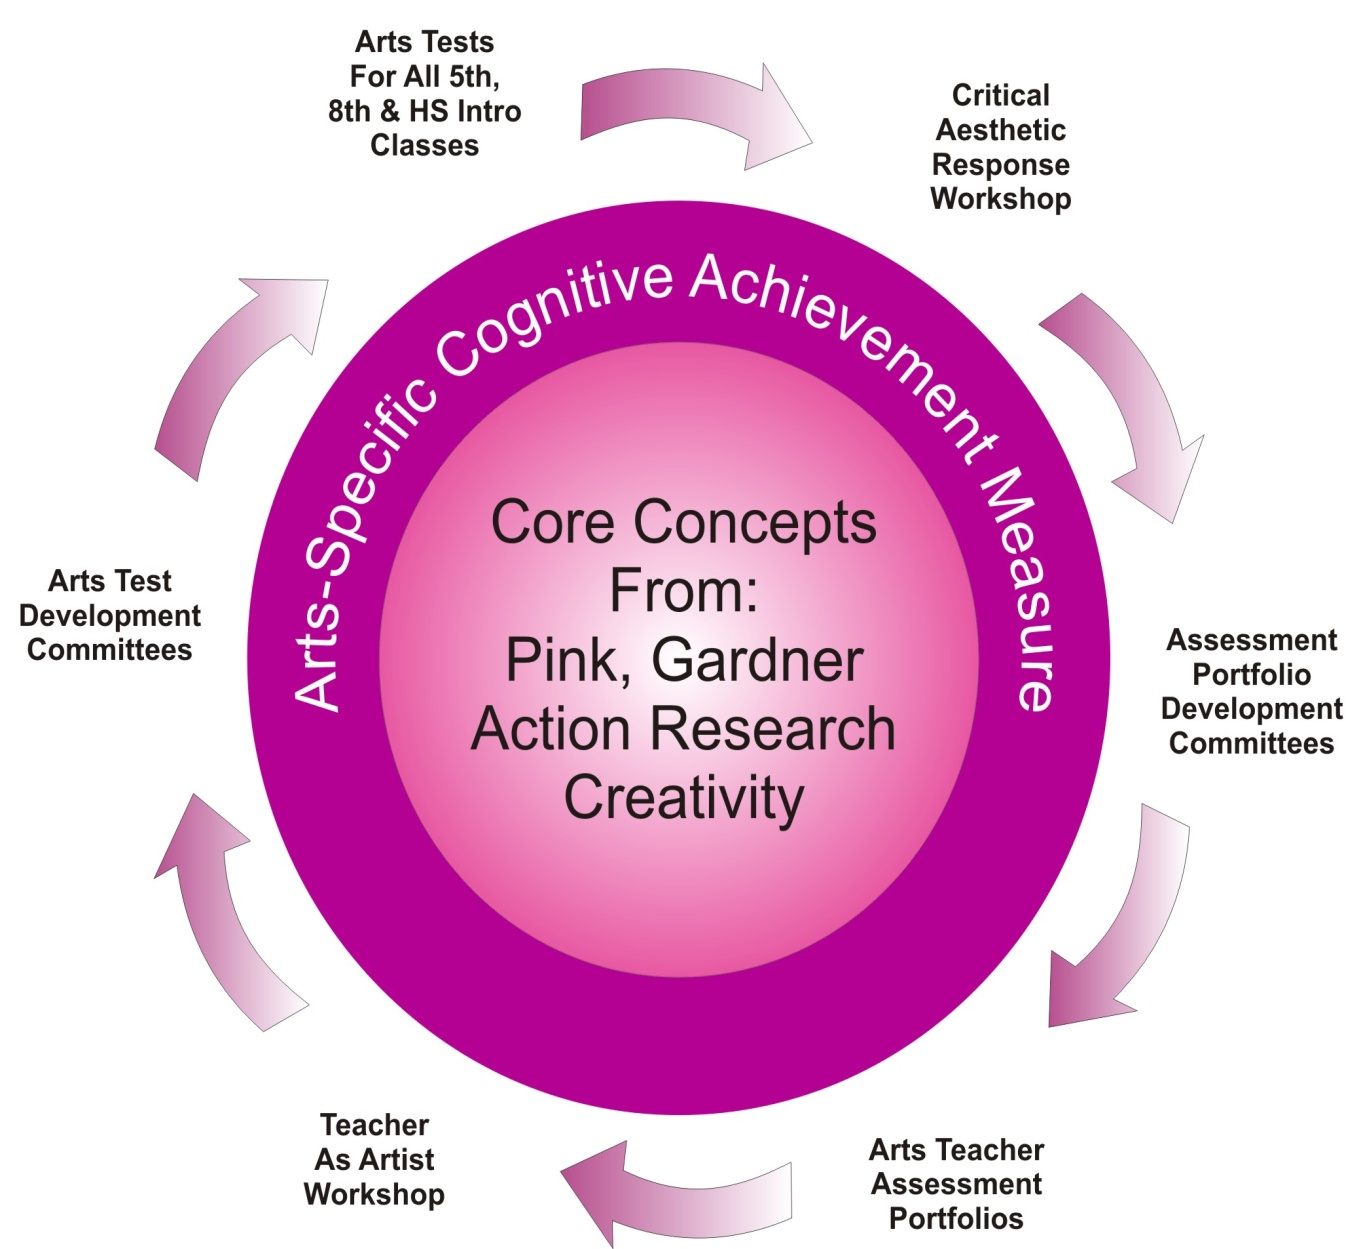 Arts Tests
For All 5th,
8th & HS Intro
Classes
Critical
Aesthetic
Response
Workshop
Assessment
Portfolio
Development
Committees
Arts Teacher
Assessment
Portfolios
Teacher
As Artist
Workshop
Arts Test
Development
Committees
Arts-Specific Cognitive Achievement Measure
Core Concepts
From:
Pink, Gardner
Action Research
Creativity